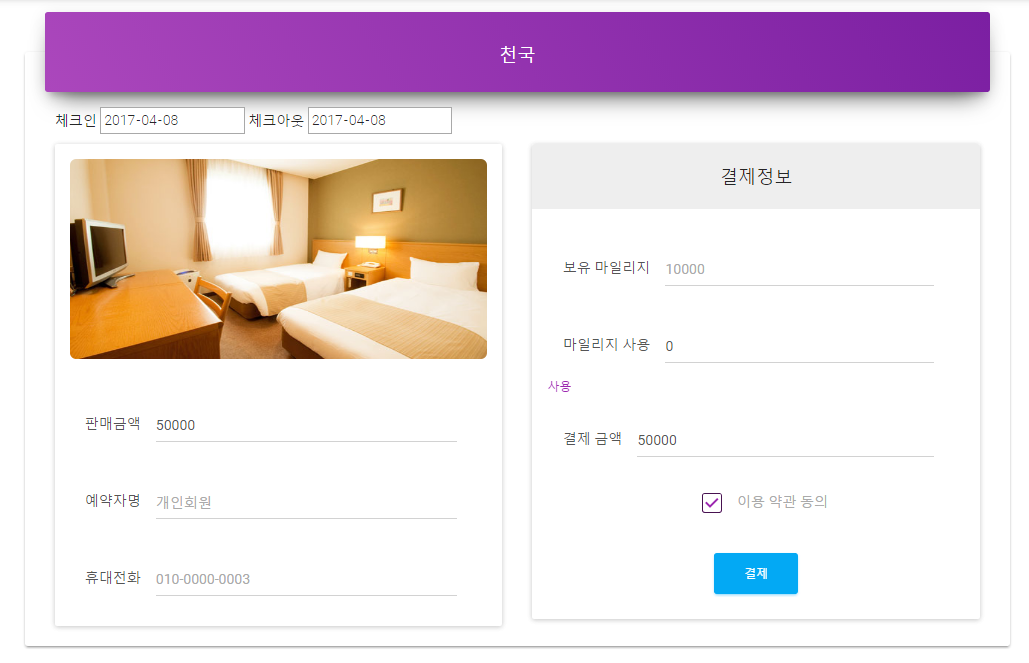 천국
체크인 2017-04-08 체크아웃 2017-04-08
판매금액 50000
예약자명 개인회원
휴대전화 010-0000-0003
결제정보
보유 마일리지 10000
마일리지 사용 0
사용
결제 금액 50000
이용 약관 동의
결제